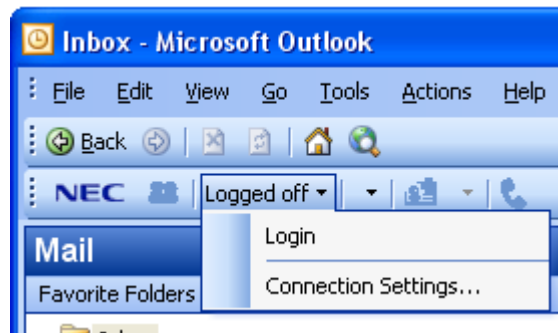 Inbox - Microsoft Outlook
File Edit View Go Tools Actions Help
Back
NEC Logged off
Login
Mail
Connection Settings...
Favorite Folders